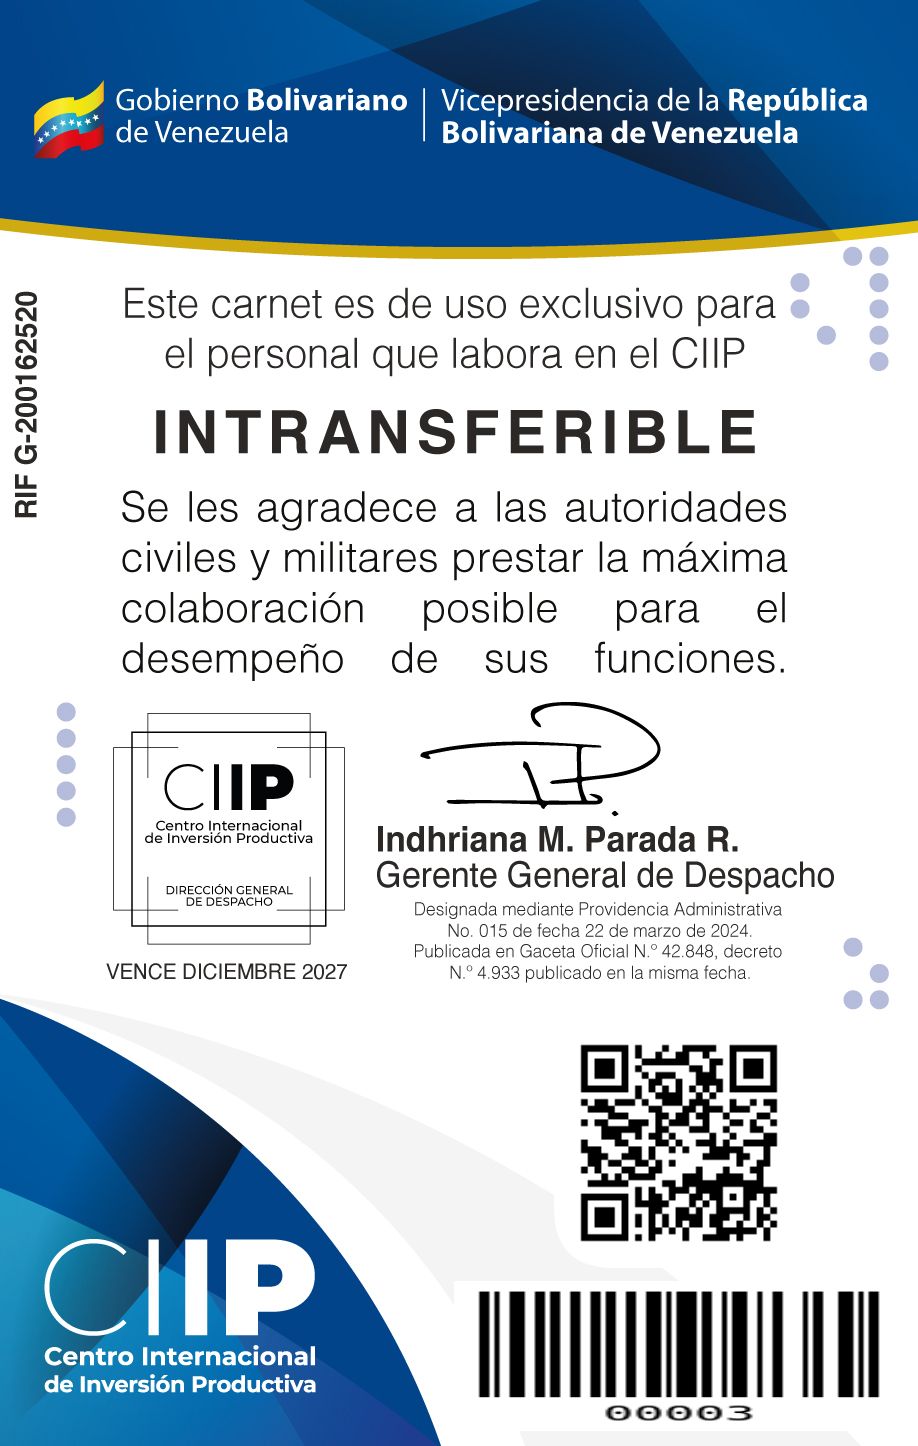 Gobierno Bolivariano
de Venezuela
Vicepresidencia de la República
Bolivariana de Venezuela
RIF G-200162520
Este carnet es de uso exclusivo para
el personal que labora en el CIIP
INTRANSFERIBLE
Se les agradece a las autoridades
civiles y militares prestar la máxima
colaboración posible para el
desempeño de sus funciones.
CIIP
Centro Internacional
de Inversión Productiva
DIRECCIÓN GENERAL
DE DESPACHO
VENCE DICIEMBRE 2027
Indhriana M. Parada R.
Gerente General de Despacho
Designada mediante Providencia Administrativa
No. 015 de fecha 22 de marzo de 2024.
Publicada en Gaceta Oficial N.º 42.848, decreto
N.º 4.933 publicado en la misma fecha.
CIIP
Centro Internacional
de Inversión Productiva
00003